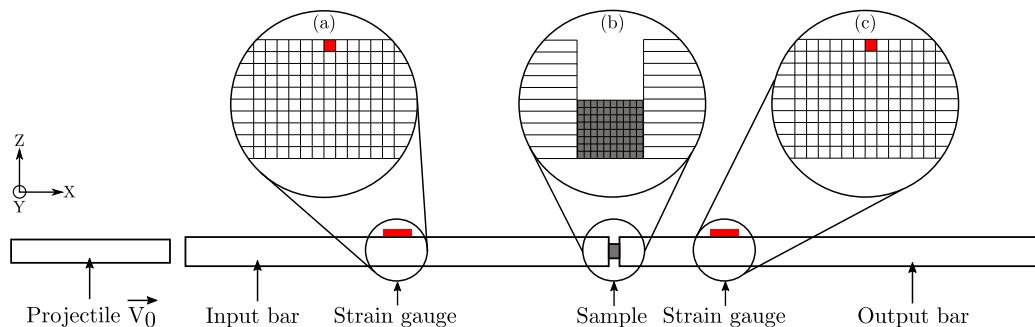 (a)
(b)
(c)
Z
X
Y
Projectile V0
Input bar
Strain gauge
Sample
Strain gauge
Output bar